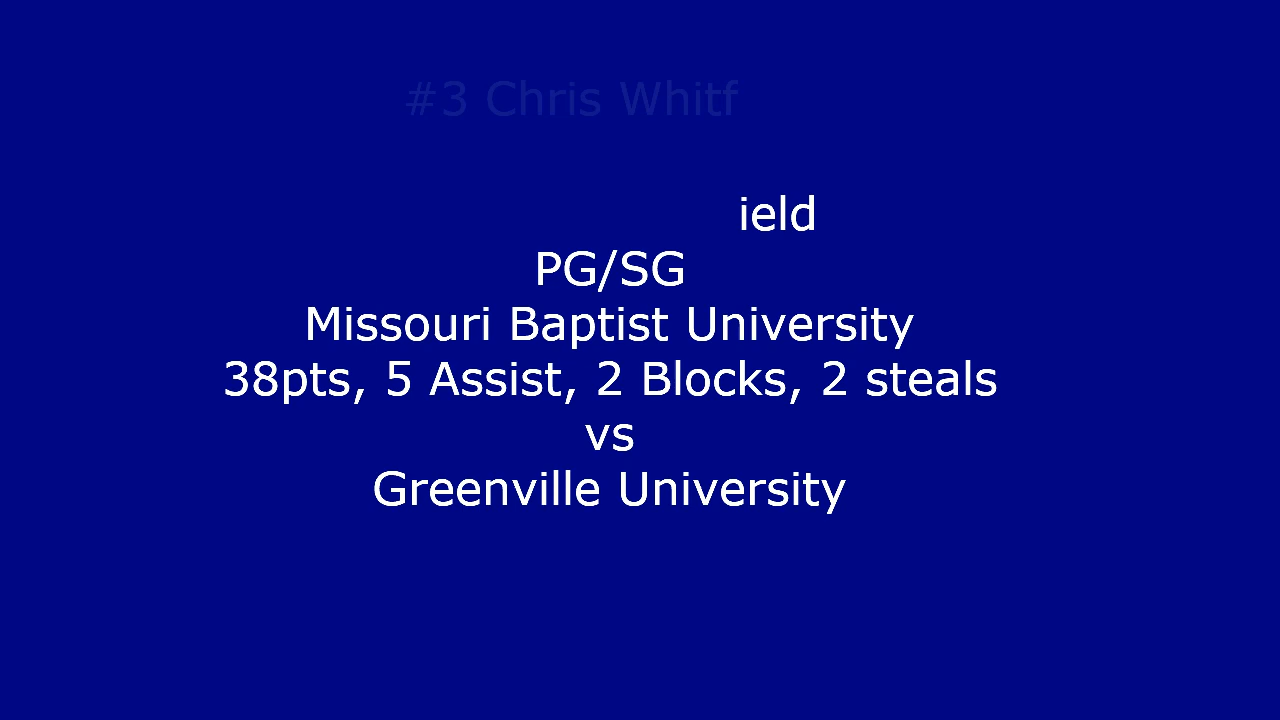 #3 Chris Whitf
ield
PG/SG
Missouri Baptist University
38pts, 5 Assist, 2 Blocks, 2 steals
vs
Greenville University